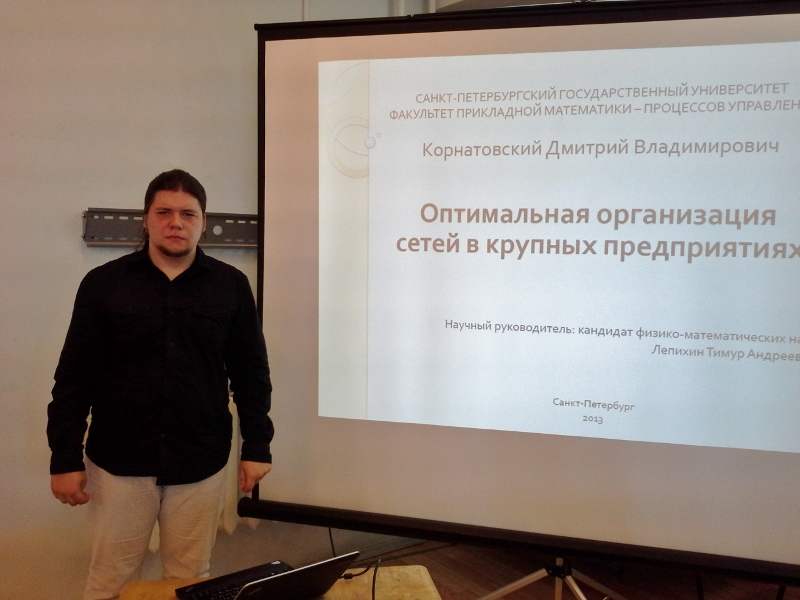 САНКТ-ПЕТЕРБУРГСКИЙ ГОСУДАРСТВЕННЫЙ УНИВЕРСИТЕТ
ФАКУЛЬТЕТ ПРИКЛАДНОЙ МАТЕМАТИКИ – ПРОЦЕССОВ УПРАВЛЕН
Корнатовский Дмитрий Владимирович
Оптимальная организация
сетей в крупных предприятиях
Научный руководитель: кандидат физико-математических на
Лепихин Тимур Андреев
Санкт-Петербург
2013